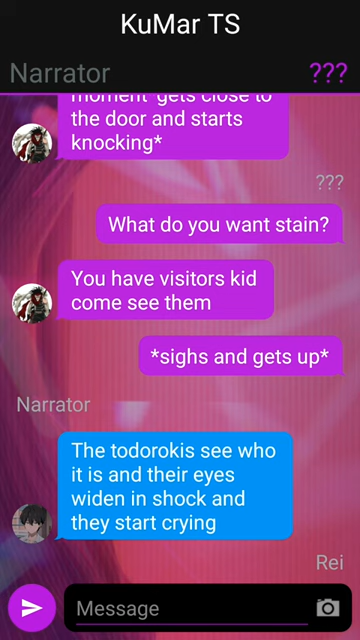 KuMar TS
Narrator ???
moment gets close to
the door and starts
knocking*
???
What do you want stain?
You have visitors kid
come see them
*sighs and gets up*
Narrator
The todorokis see who
it is and their eyes
widen in shock and
they start crying
Rei
Message